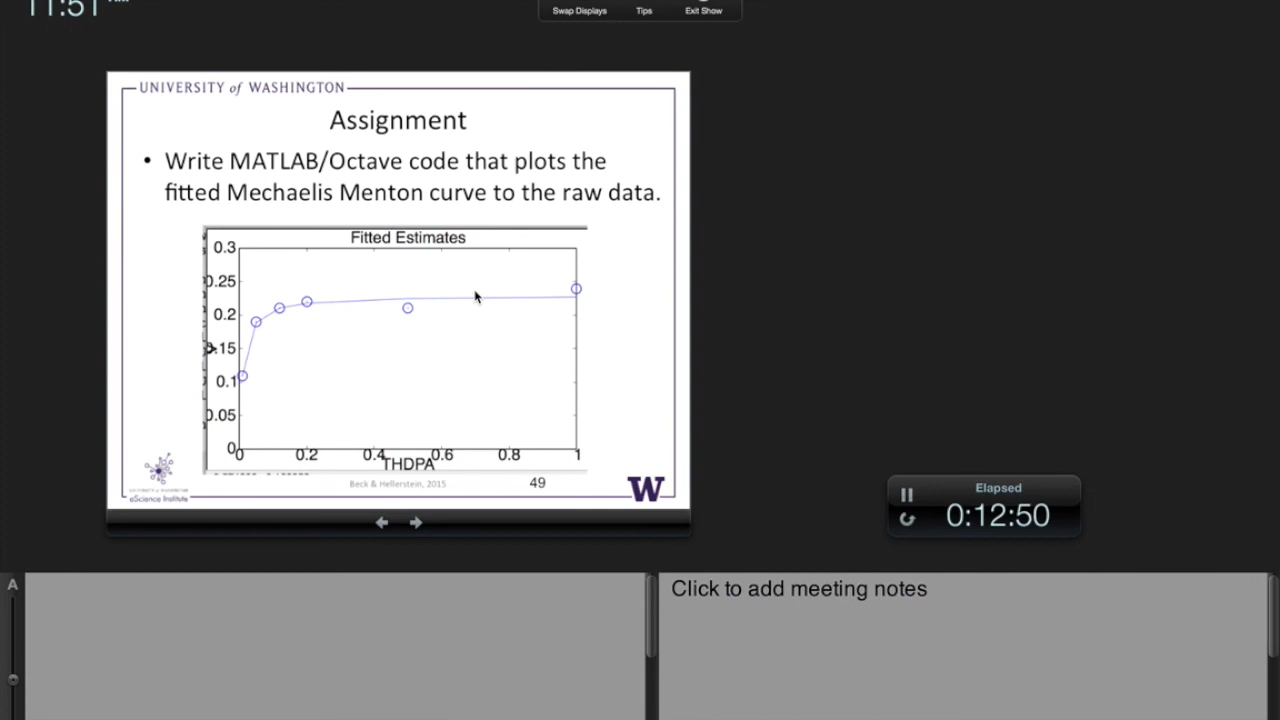 11:51
Swap Displays Tips Exit Show
UNIVERSITY of WASHINGTON
Assignment
• Write MATLAB/Octave code that plots the
fitted Mechaelis Menton curve to the raw data.
Fitted Estimates
0.3
0.25
0.2
0.15
0.1
0.05
0
0 0.2 0.4 0.6 0.8 1
THDPA
Beck & Hellerstein, 2015
49
eScience Institute
W
Elapsed
0:12:50
A
Click to add meeting notes